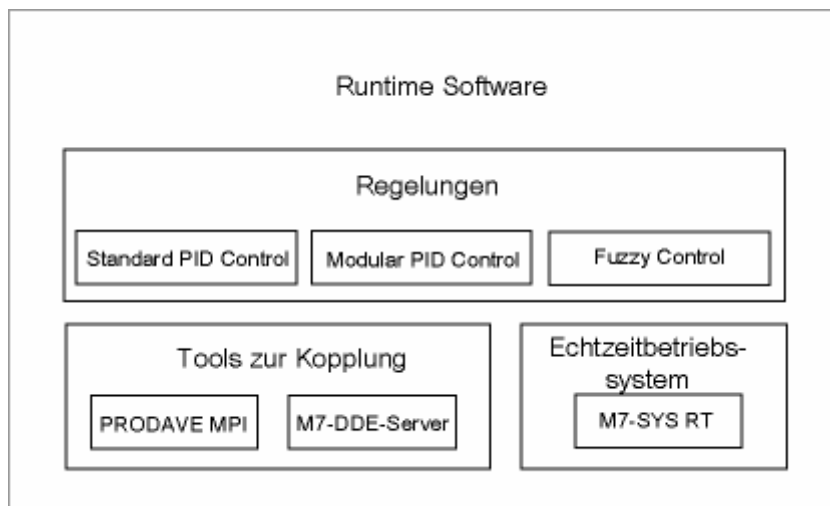 Runtime Software
Regelungen
Standard PID Control
Modular PID Control
Fuzzy Control
Tools zur Kopplung
PRODAVE MPI
M7-DDE-Server
Echtzeitbetriebs-
system
M7-SYS RT